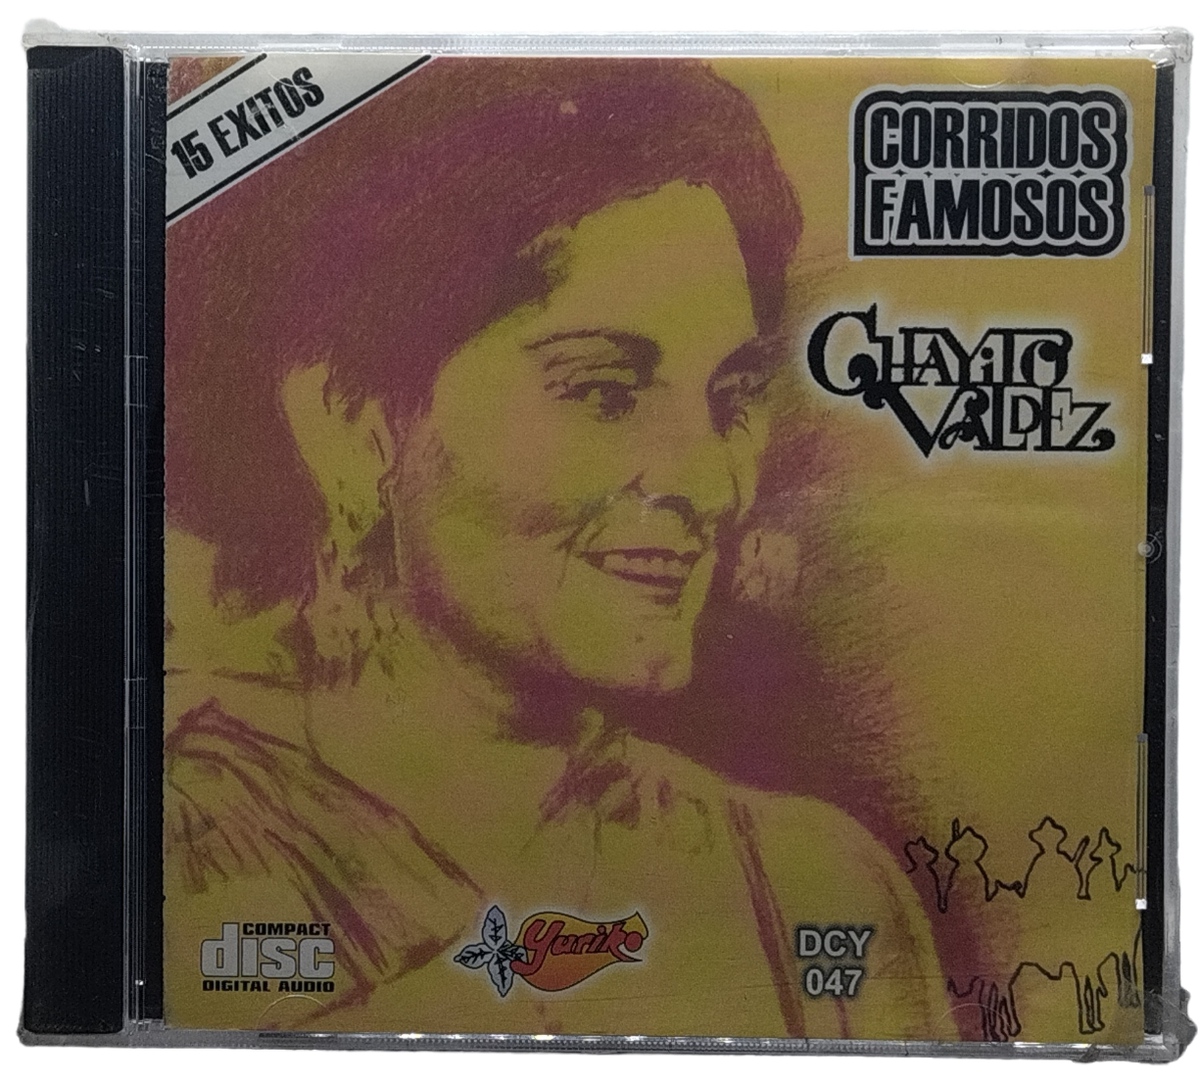 15 EXITOS
CORRIDOS
FAMOSOS
CHAYITO
VALDEZ
COMPACT
disc
DIGITAL AUDIO
Yuriko
DCY
047